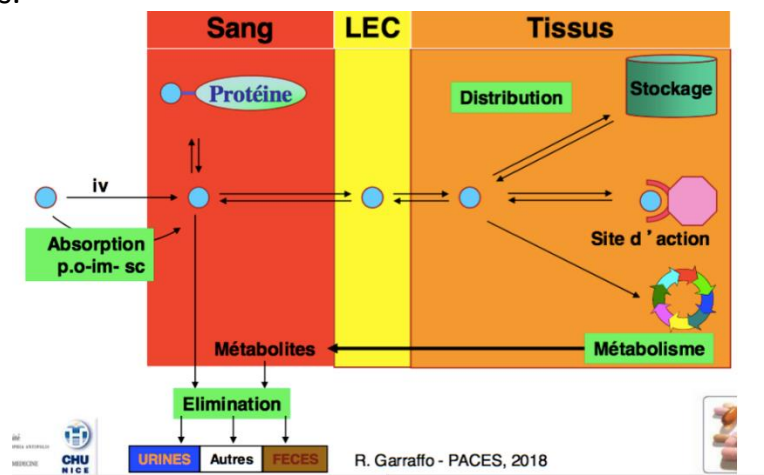 s.
Sang
LEC
Tissus
Protéine
Distribution
Stockage
iv
Absorption
p.o-im- sc
Site d ' action
Métabolites
Métabolisme
Elimination
URINES
Autres
FECES
CHU
NICE
R. Garraffo - PACES, 2018